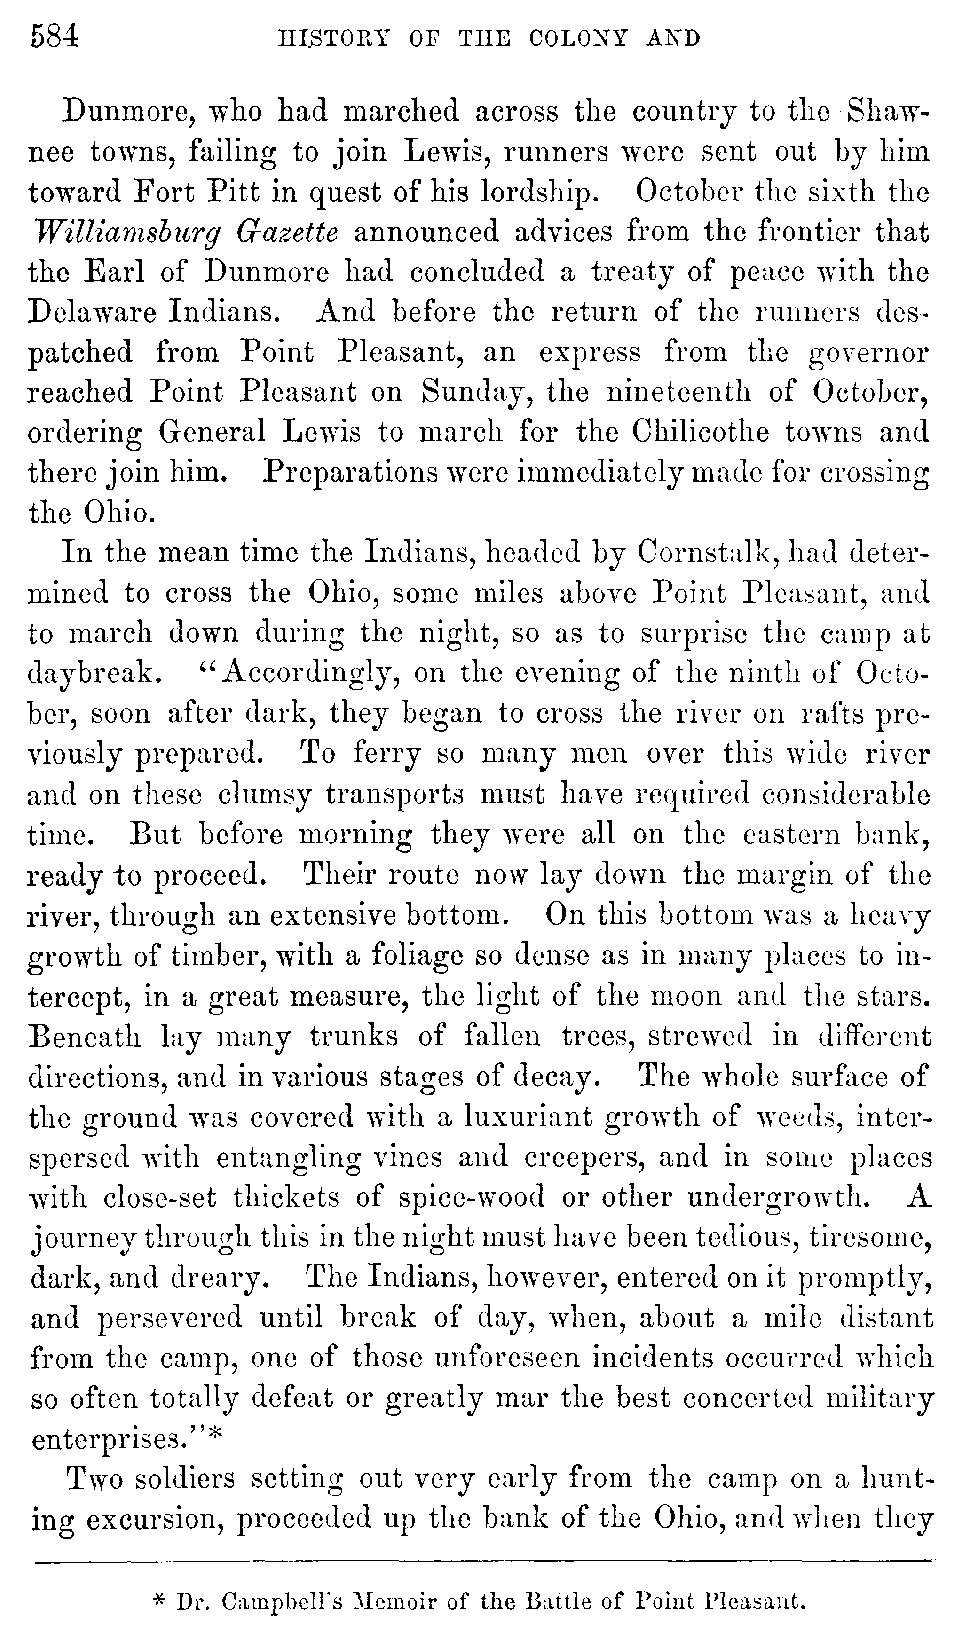 584 HISTORY OF THE COLONY AND
Dunmore, who had marched across the country to the Shaw-
nee towns, failing to join Lewis, runners were sent out by him
toward Fort Pitt in quest of his lordship. October the sixth the
Williamsburg Gazette announced advices from the frontier that
the Earl of Dunmore had concluded a treaty of peace with the
Delaware Indians. And before the return of the runners des-
patched from Point Pleasant, an express from the governor
reached Point Pleasant on Sunday, the nineteenth of October,
ordering General Lewis to march for the Chilicothe towns and
there join him. Preparations were immediately made for crossing
the Ohio.
In the mean time the Indians, headed by Cornstalk, had deter-
mined to cross the Ohio, some miles above Point Pleasant, and
to march down during the night, so as to surprise the camp at
daybreak. "Accordingly, on the evening of the ninth of Octo-
ber, soon after dark, they began to cross the river on rafts pre-
viously prepared. To ferry so many men over this wide river
and on these clumsy transports must have required considerable
time. But before morning they were all on the eastern bank,
ready to proceed. Their route now lay down the margin of the
river, through an extensive bottom. On this bottom was a heavy
growth of timber, with a foliage so dense as in many places to in-
tercept, in a great measure, the light of the moon and the stars.
Beneath lay many trunks of fallen trees, strewed in different
directions, and in various stages of decay. The whole surface of
the ground was covered with a luxuriant growth of weeds, inter-
spersed with entangling vines and creepers, and in some places
with close-set thickets of spice-wood or other undergrowth. A
journey through this in the night must have been tedious, tiresome,
dark, and dreary. The Indians, however, entered on it promptly,
and persevered until break of day, when, about a mile distant
from the camp, one of those unforeseen incidents occurred which
so often totally defeat or greatly mar the best concerted military
enterprises."*
Two soldiers setting out very early from the camp on a hunt-
ing excursion, proceeded up the bank of the Ohio, and when they
* Dr. Campbell's Memoir of the Battle of Point Pleasant.